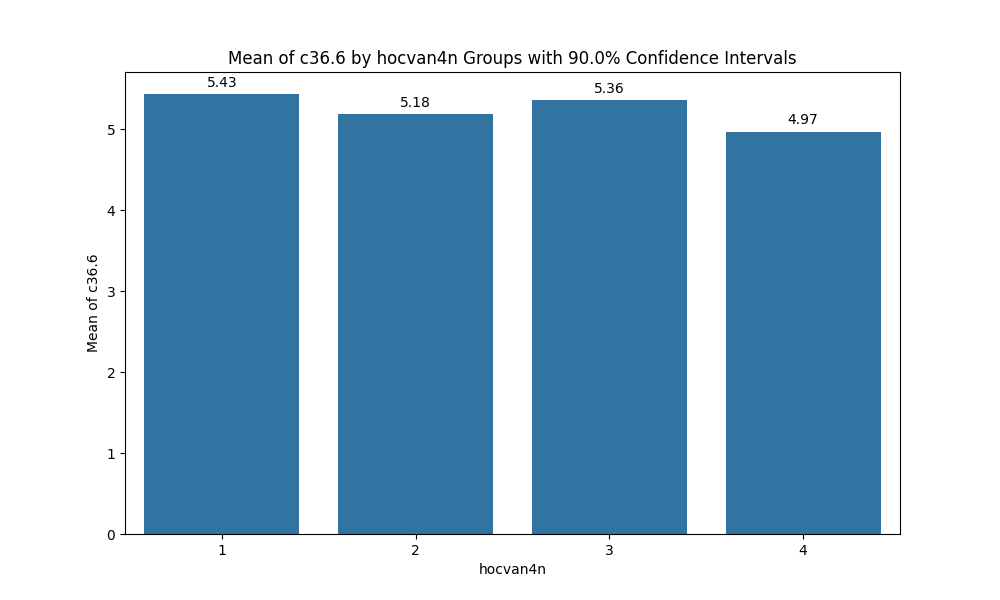 Mean of c36.6 by hocvan4n Groups with 90.0% Confidence Intervals
5.43
5.18
5.36
4.97
Mean of c36.6
5
4
3
2
1
0
1 2 3 4
hocvan4n